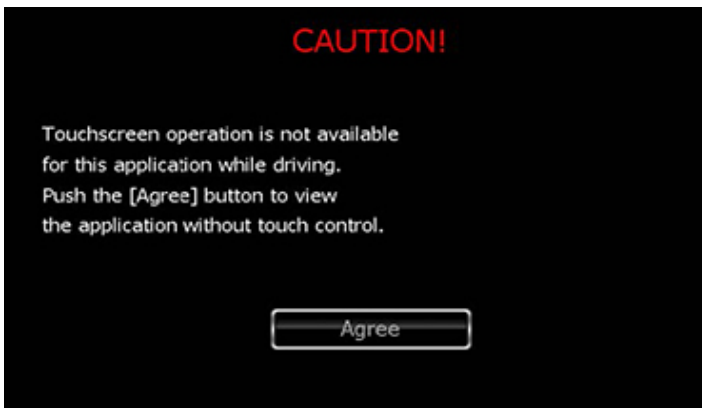 CAUTION!
Touchscreen operation is not available
for this application while driving.
Push the [Agree] button to view
the application without touch control.
Agree